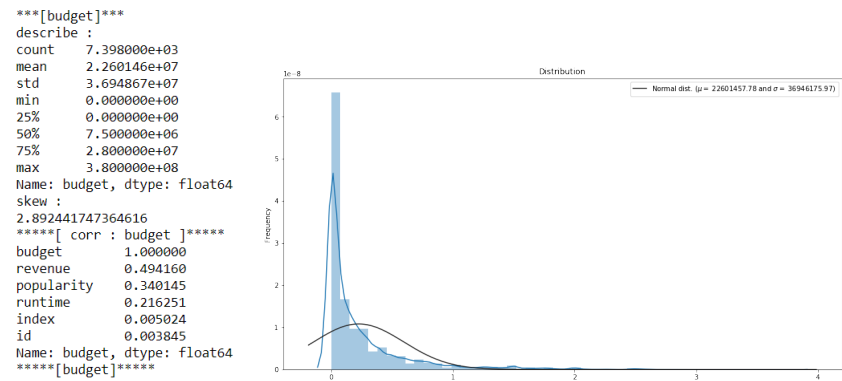 ***[budget]***
describe :
count    7.398000e+03
mean     2.260146e+07
std      3.694867e+07
min      0.000000e+00
25%      0.000000e+00
50%      7.500000e+06
75%      2.800000e+07
max      3.800000e+08
Name: budget, dtype: float64
skew :
2.892441747364616
*****[ corr : budget ]*****
budget        1.000000
revenue       0.494160
popularity    0.340145
runtime       0.216251
index         0.005024
id            0.003845
Name: budget, dtype: float64
*****[budget]*****
Distribution
1e-8
Normal dist. (μ = 22601457.78 and σ = 36946175.97)
Frequency
6
5
4
3
2
1
0
0 1 2 3 4